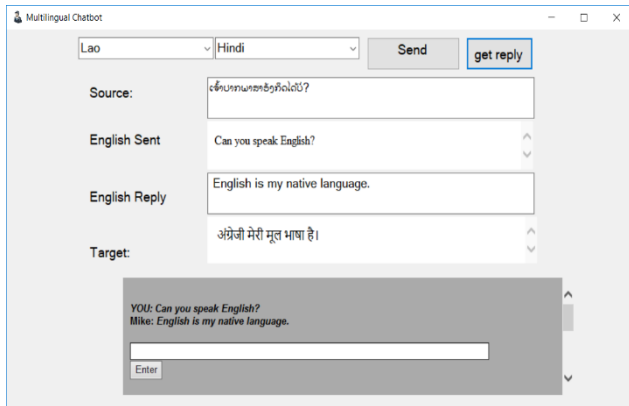 Multilingual Chatbot
Lao Hindi Send get reply
Source: ເຈົ້າປາກພາສາອັງກິດໄດ້ບໍ?
English Sent Can you speak English?
English Reply English is my native language.
Target: अंग्रेजी मेरी मूल भाषा है।
YOU: Can you speak English?
Mike: English is my native language.
Enter